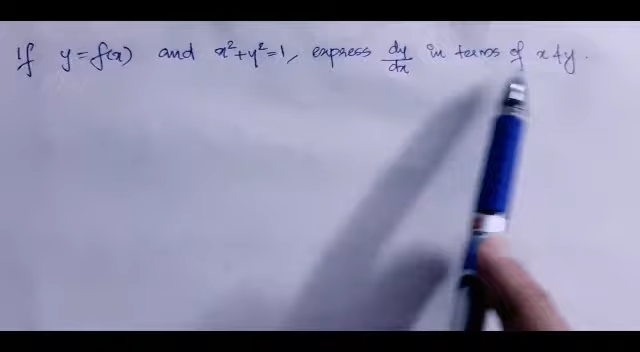 If y = f(x) and x²+y²=1, express dy/dx in terms of x & y.